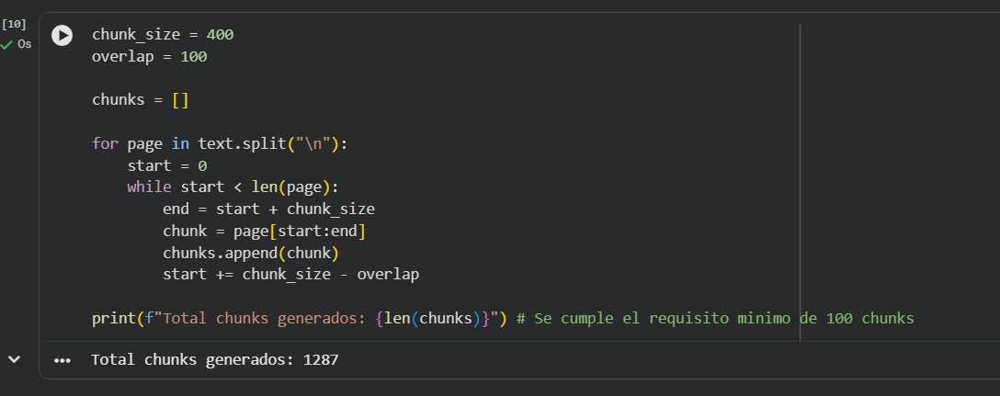 [10]
0s
chunk_size = 400
overlap = 100
chunks = []
for page in text.split("\n"):
    start = 0
    while start < len(page):
        end = start + chunk_size
        chunk = page[start:end]
        chunks.append(chunk)
        start += chunk_size - overlap
print(f"Total chunks generados: {len(chunks)}") # Se cumple el requisito minimo de 100 chunks
Total chunks generados: 1287